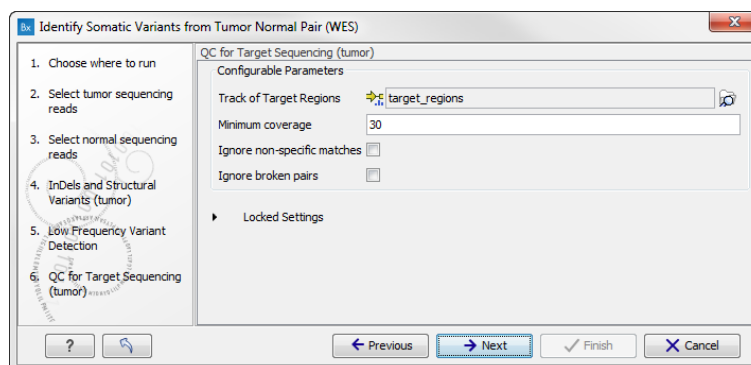 Bx Identify Somatic Variants from Tumor Normal Pair (WES)
1. Choose where to run
2. Select tumor sequencing
reads
3. Select normal sequencing
reads
4. InDels and Structural
Variants (tumor)
5. Low Frequency Variant
Detection
6. QC for Target Sequencing
(tumor)
QC for Target Sequencing (tumor)
Configurable Parameters
Track of Target Regions target_regions
Minimum coverage 30
Ignore non-specific matches
Ignore broken pairs
Locked Settings
? Previous Next Finish Cancel